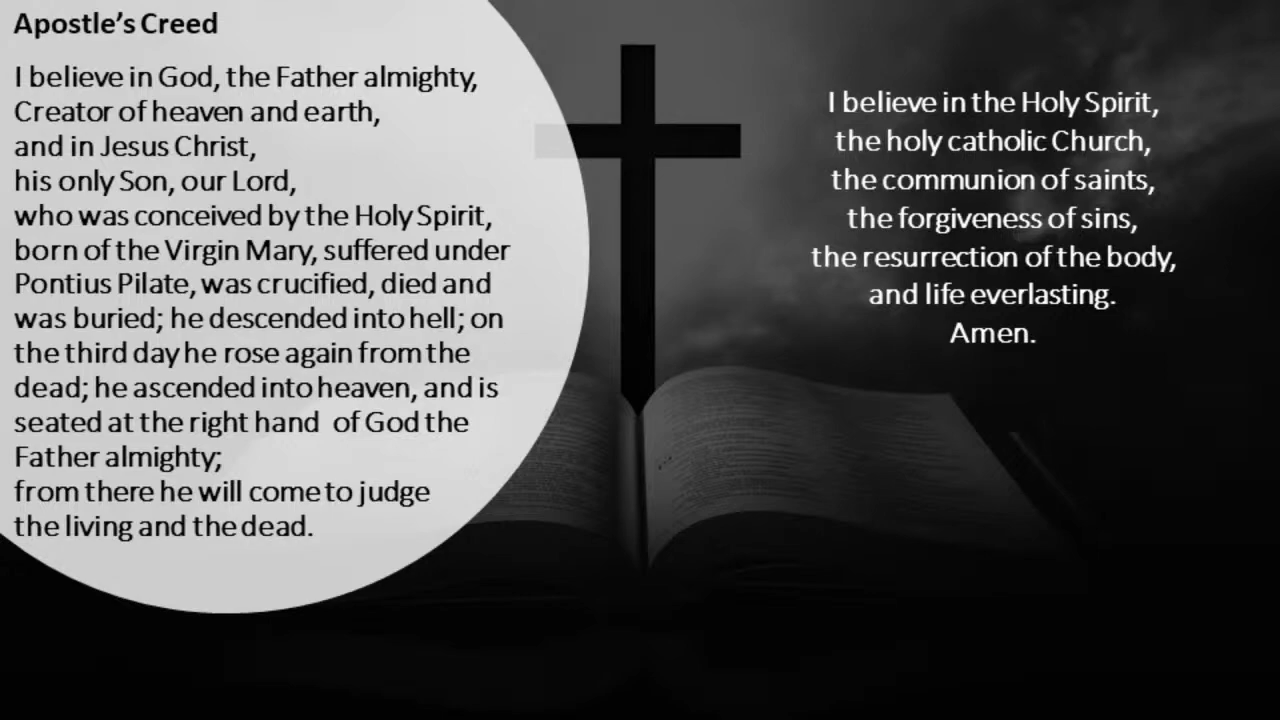 Apostle's Creed
I believe in God, the Father almighty,
Creator of heaven and earth,
and in Jesus Christ,
his only Son, our Lord,
who was conceived by the Holy Spirit,
born of the Virgin Mary, suffered under
Pontius Pilate, was crucified, died and
was buried; he descended into hell; on
the third day he rose again from the
dead; he ascended into heaven, and is
seated at the right hand of God the
Father almighty;
from there he will come to judge
the living and the dead.
I believe in the Holy Spirit,
the holy catholic Church,
the communion of saints,
the forgiveness of sins,
the resurrection of the body,
and life everlasting.
Amen.